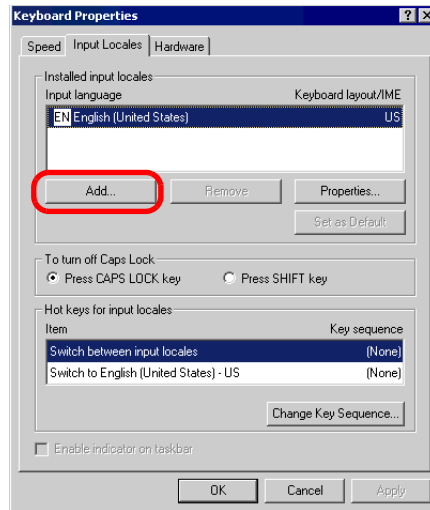 Keyboard Properties
Speed Input Locales Hardware
Installed input locales
Input language Keyboard layout/IME
EN English (United States) US
Add... Remove Properties...
Set as Default
To turn off Caps Lock
Press CAPS LOCK key Press SHIFT key
Hot keys for input locales
Item Key sequence
Switch between input locales (None)
Switch to English (United States) - US (None)
Change Key Sequence...
Enable indicator on taskbar
OK Cancel Apply